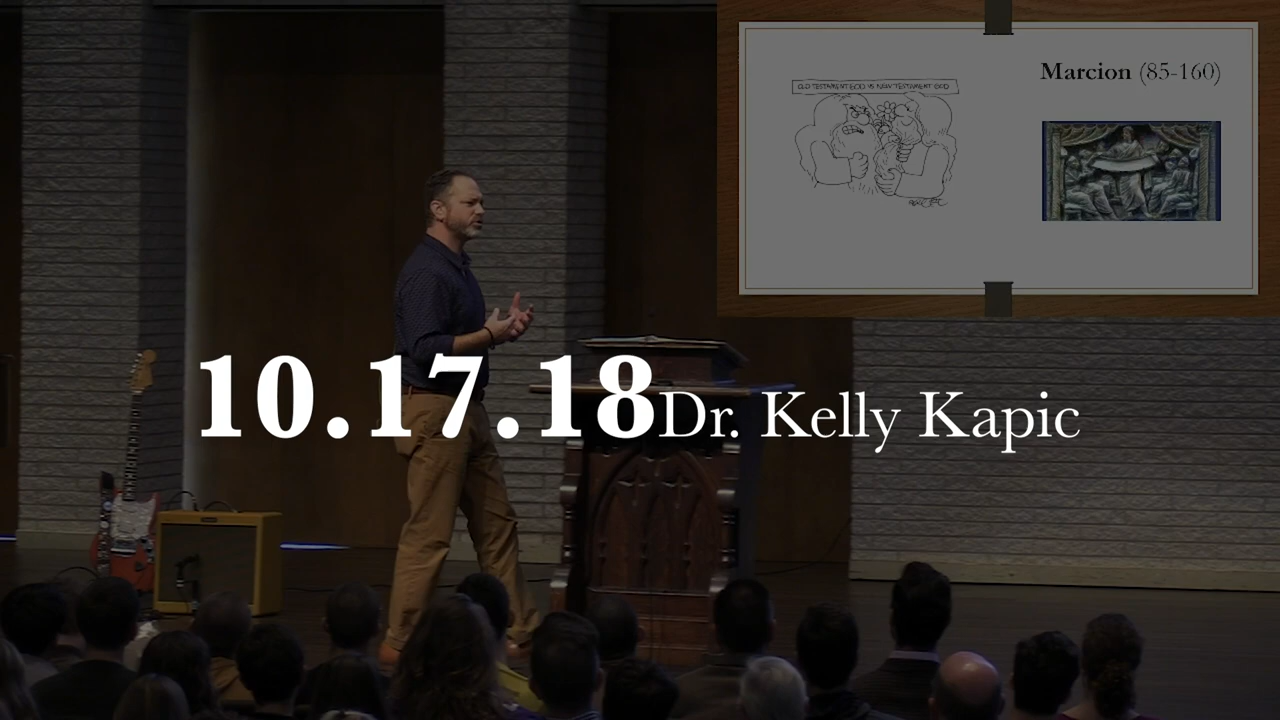 Marcion (85-160)
OLD TESTAMENT GOD VS NEW TESTAMENT GOD
10.17.18 Dr. Kelly Kapic